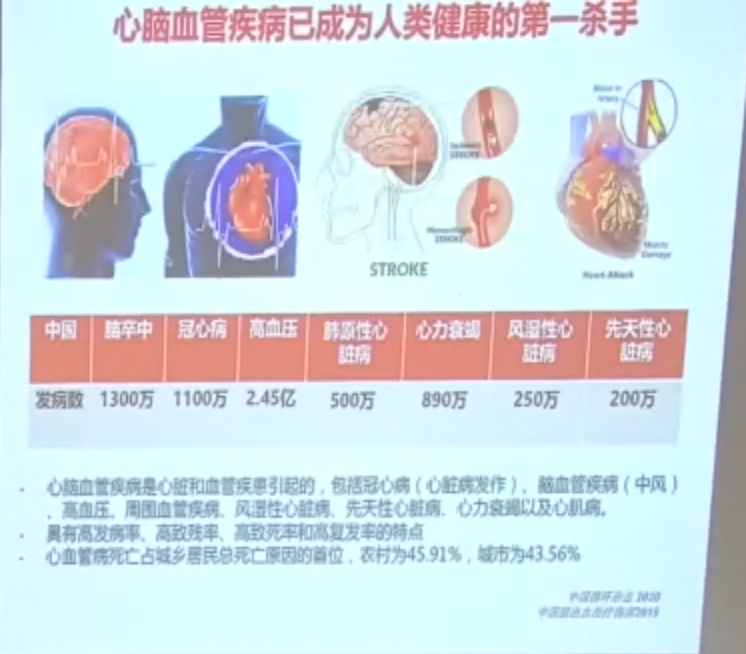 心脑血管疾病已成为人类健康的第一杀手
Blood in
Artery
Ischemic
STROKE
Hemorrhagic
STROKE
STROKE
Muscle
Damage
Heart Attack
中国 脑卒中 冠心病 高血压 肺原性心脏病 心力衰竭 风湿性心脏病 先天性心脏病
发病数 1300万 1100万 2.45亿 500万 890万 250万 200万
· 心脑血管疾病是心脏和血管疾患引起的，包括冠心病（心脏病发作）、脑血管疾病（中风）
、高血压、周围血管疾病、风湿性心脏病、先天性心脏病、心力衰竭以及心肌病。
· 具有高发病率、高致残率、高致死率和高复发率的特点
· 心血管病死亡占城乡居民总死亡原因的首位，农村为45.91%，城市为43.56%
中国循环杂志 2020
中国脑出血治疗指南2019